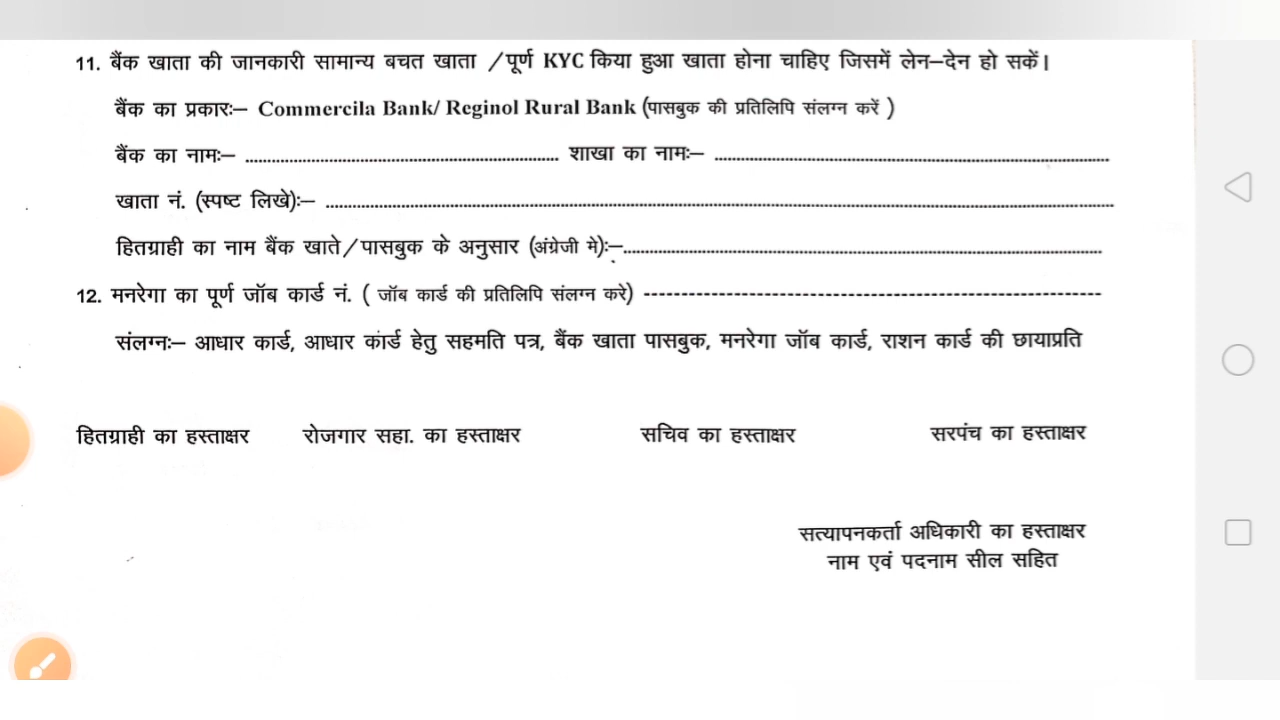 11. बैंक खाता की जानकारी सामान्य बचत खाता /पूर्ण KYC किया हुआ खाता होना चाहिए जिसमें लेन–देन हो सकें।
बैंक का प्रकारः– Commercila Bank/ Reginol Rural Bank (पासबुक की प्रतिलिपि संलग्न करें )
बैंक का नामः– ........................................ शाखा का नामः– ........................................
खाता नं. (स्पष्ट लिखे):– ........................................
हितग्राही का नाम बैंक खाते/पासबुक के अनुसार (अंग्रेजी मे):–........................................
12. मनरेगा का पूर्ण जॉब कार्ड नं. ( जॉब कार्ड की प्रतिलिपि संलग्न करे) ----------------------------------------
संलग्नः– आधार कार्ड, आधार कार्ड हेतु सहमति पत्र, बैंक खाता पासबुक, मनरेगा जॉब कार्ड, राशन कार्ड की छायाप्रति
हितग्राही का हस्ताक्षर रोजगार सहा. का हस्ताक्षर सचिव का हस्ताक्षर सरपंच का हस्ताक्षर
सत्यापनकर्ता अधिकारी का हस्ताक्षर
नाम एवं पदनाम सील सहित